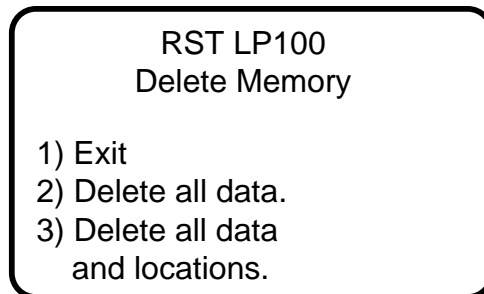 RST LP100
Delete Memory
1) Exit
2) Delete all data.
3) Delete all data
and locations.